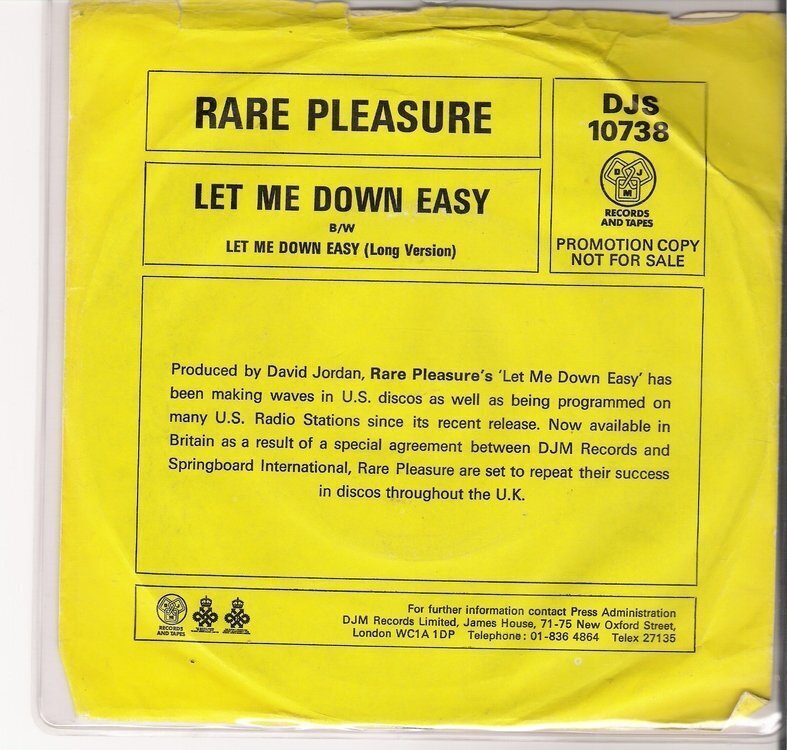 RARE PLEASURE
LET ME DOWN EASY
B/W
LET ME DOWN EASY (Long Version)
DJS
10738
D J
M
RECORDS
AND TAPES
PROMOTION COPY
NOT FOR SALE
Produced by David Jordan, Rare Pleasure's 'Let Me Down Easy' has
been making waves in U.S. discos as well as being programmed on
many U.S. Radio Stations since its recent release. Now available in
Britain as a result of a special agreement between DJM Records and
Springboard International, Rare Pleasure are set to repeat their success
in discos throughout the U.K.
RECORDS
AND TAPES
For further information contact Press Administration
DJM Records Limited, James House, 71-75 New Oxford Street,
London WC1A 1DP Telephone: 01-836 4864 Telex 27135